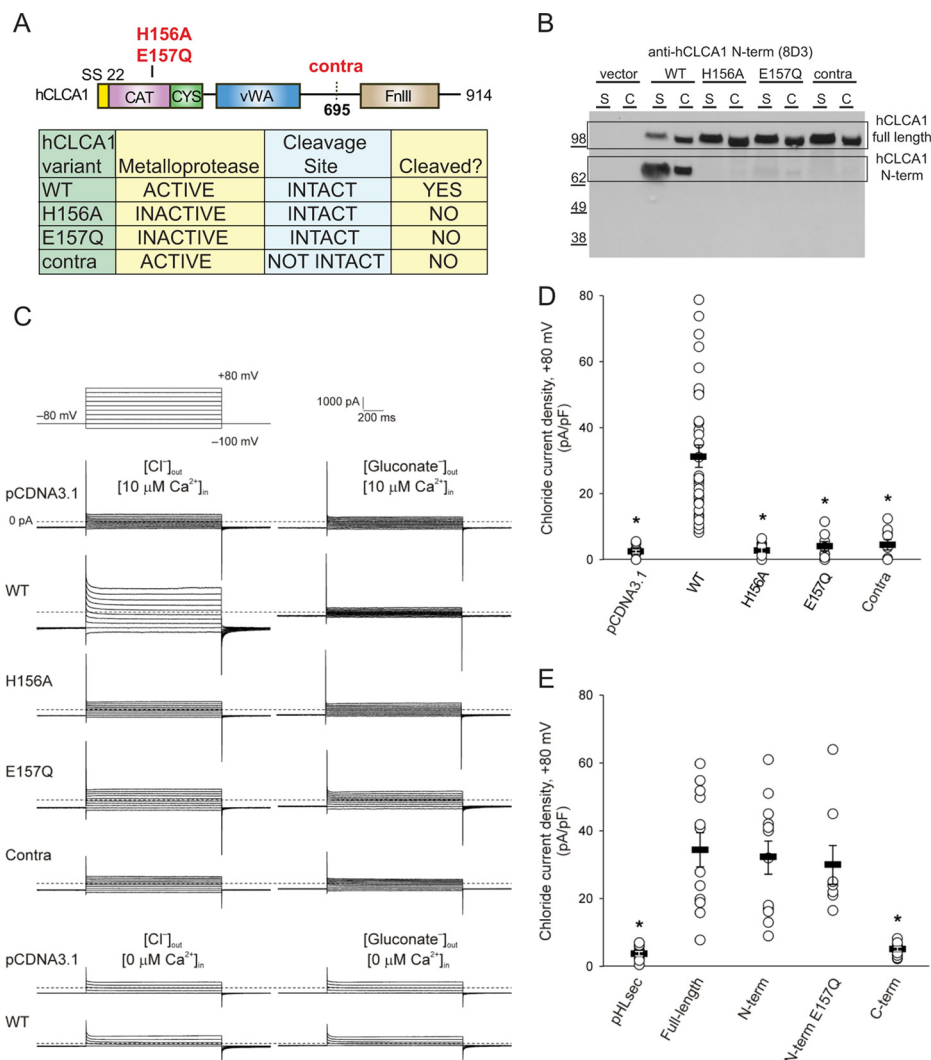 A
H156A
E157Q
SS 22
contra
hCLCA1
CAT
CYS
vWA
FnIII
914
695
hCLCA1 variant
Metalloprotease
Cleavage Site
Cleaved?
WT ACTIVE INTACT YES
H156A INACTIVE INTACT NO
E157Q INACTIVE INTACT NO
contra ACTIVE NOT INTACT NO
B
anti-hCLCA1 N-term (8D3)
vector WT H156A E157Q contra
S C S C S C S C S C
98
62
49
38
hCLCA1
full length
hCLCA1
N-term
C
+80 mV
–80 mV
–100 mV
1000 pA
200 ms
[Cl⁻]out
[10 μM Ca²⁺]in
[Gluconate⁻]out
[10 μM Ca²⁺]in
pCDNA3.1
0 pA
WT
H156A
E157Q
Contra
[Cl⁻]out
[0 μM Ca²⁺]in
[Gluconate⁻]out
[0 μM Ca²⁺]in
pCDNA3.1
WT
D
Chloride current density, +80 mV
(pA/pF)
80
60
40
20
0
* * * *
pCDNA3.1
WT
H156A
E157Q
Contra
E
Chloride current density, +80 mV
(pA/pF)
80
60
40
20
0
* *
pHLsec
Full-length
N-term
N-term E157Q
C-term